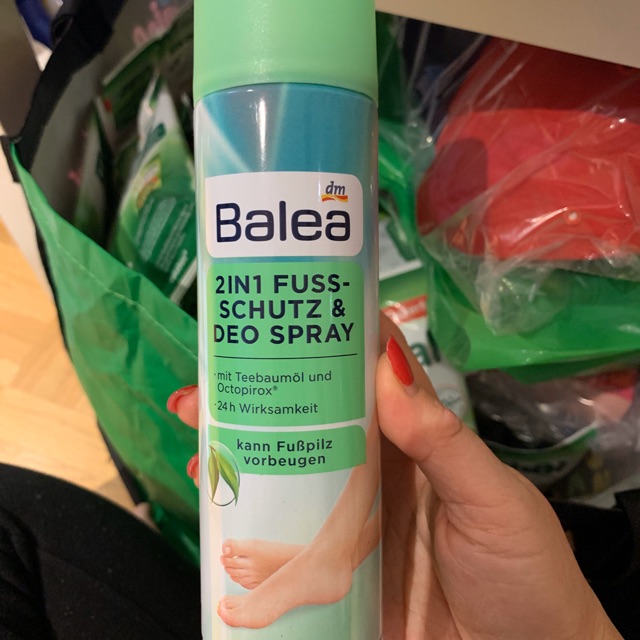 dm
Balea
2IN1 FUSS-
SCHUTZ &
DEO SPRAY
· mit Teebaumöl und
Octopirox®
· 24h Wirksamkeit
kann Fußpilz
vorbeugen